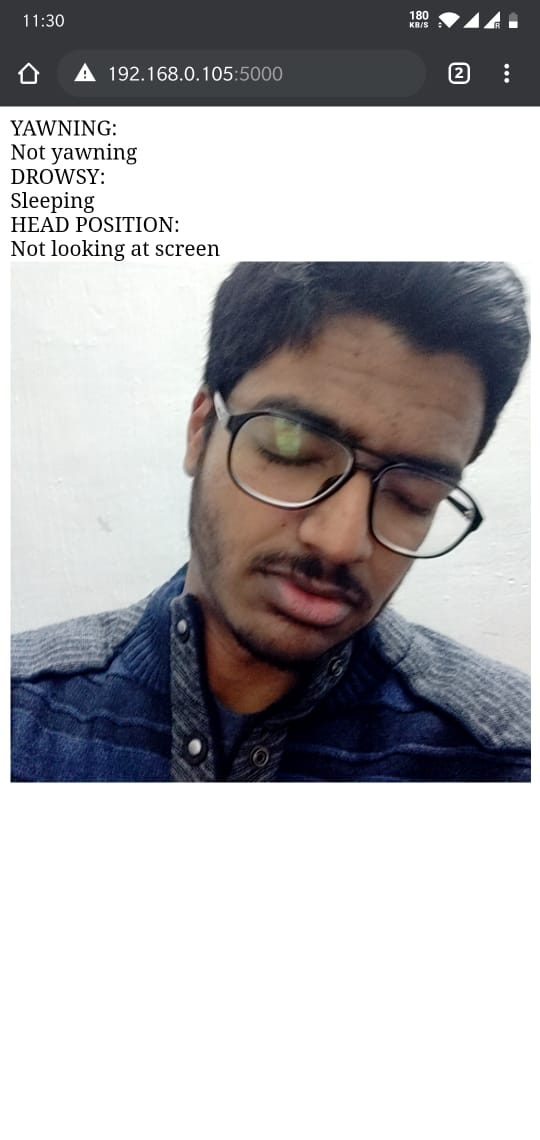 11:30
180
KB/S
192.168.0.105:5000
2
R
YAWNING:
Not yawning
DROWSY:
Sleeping
HEAD POSITION:
Not looking at screen